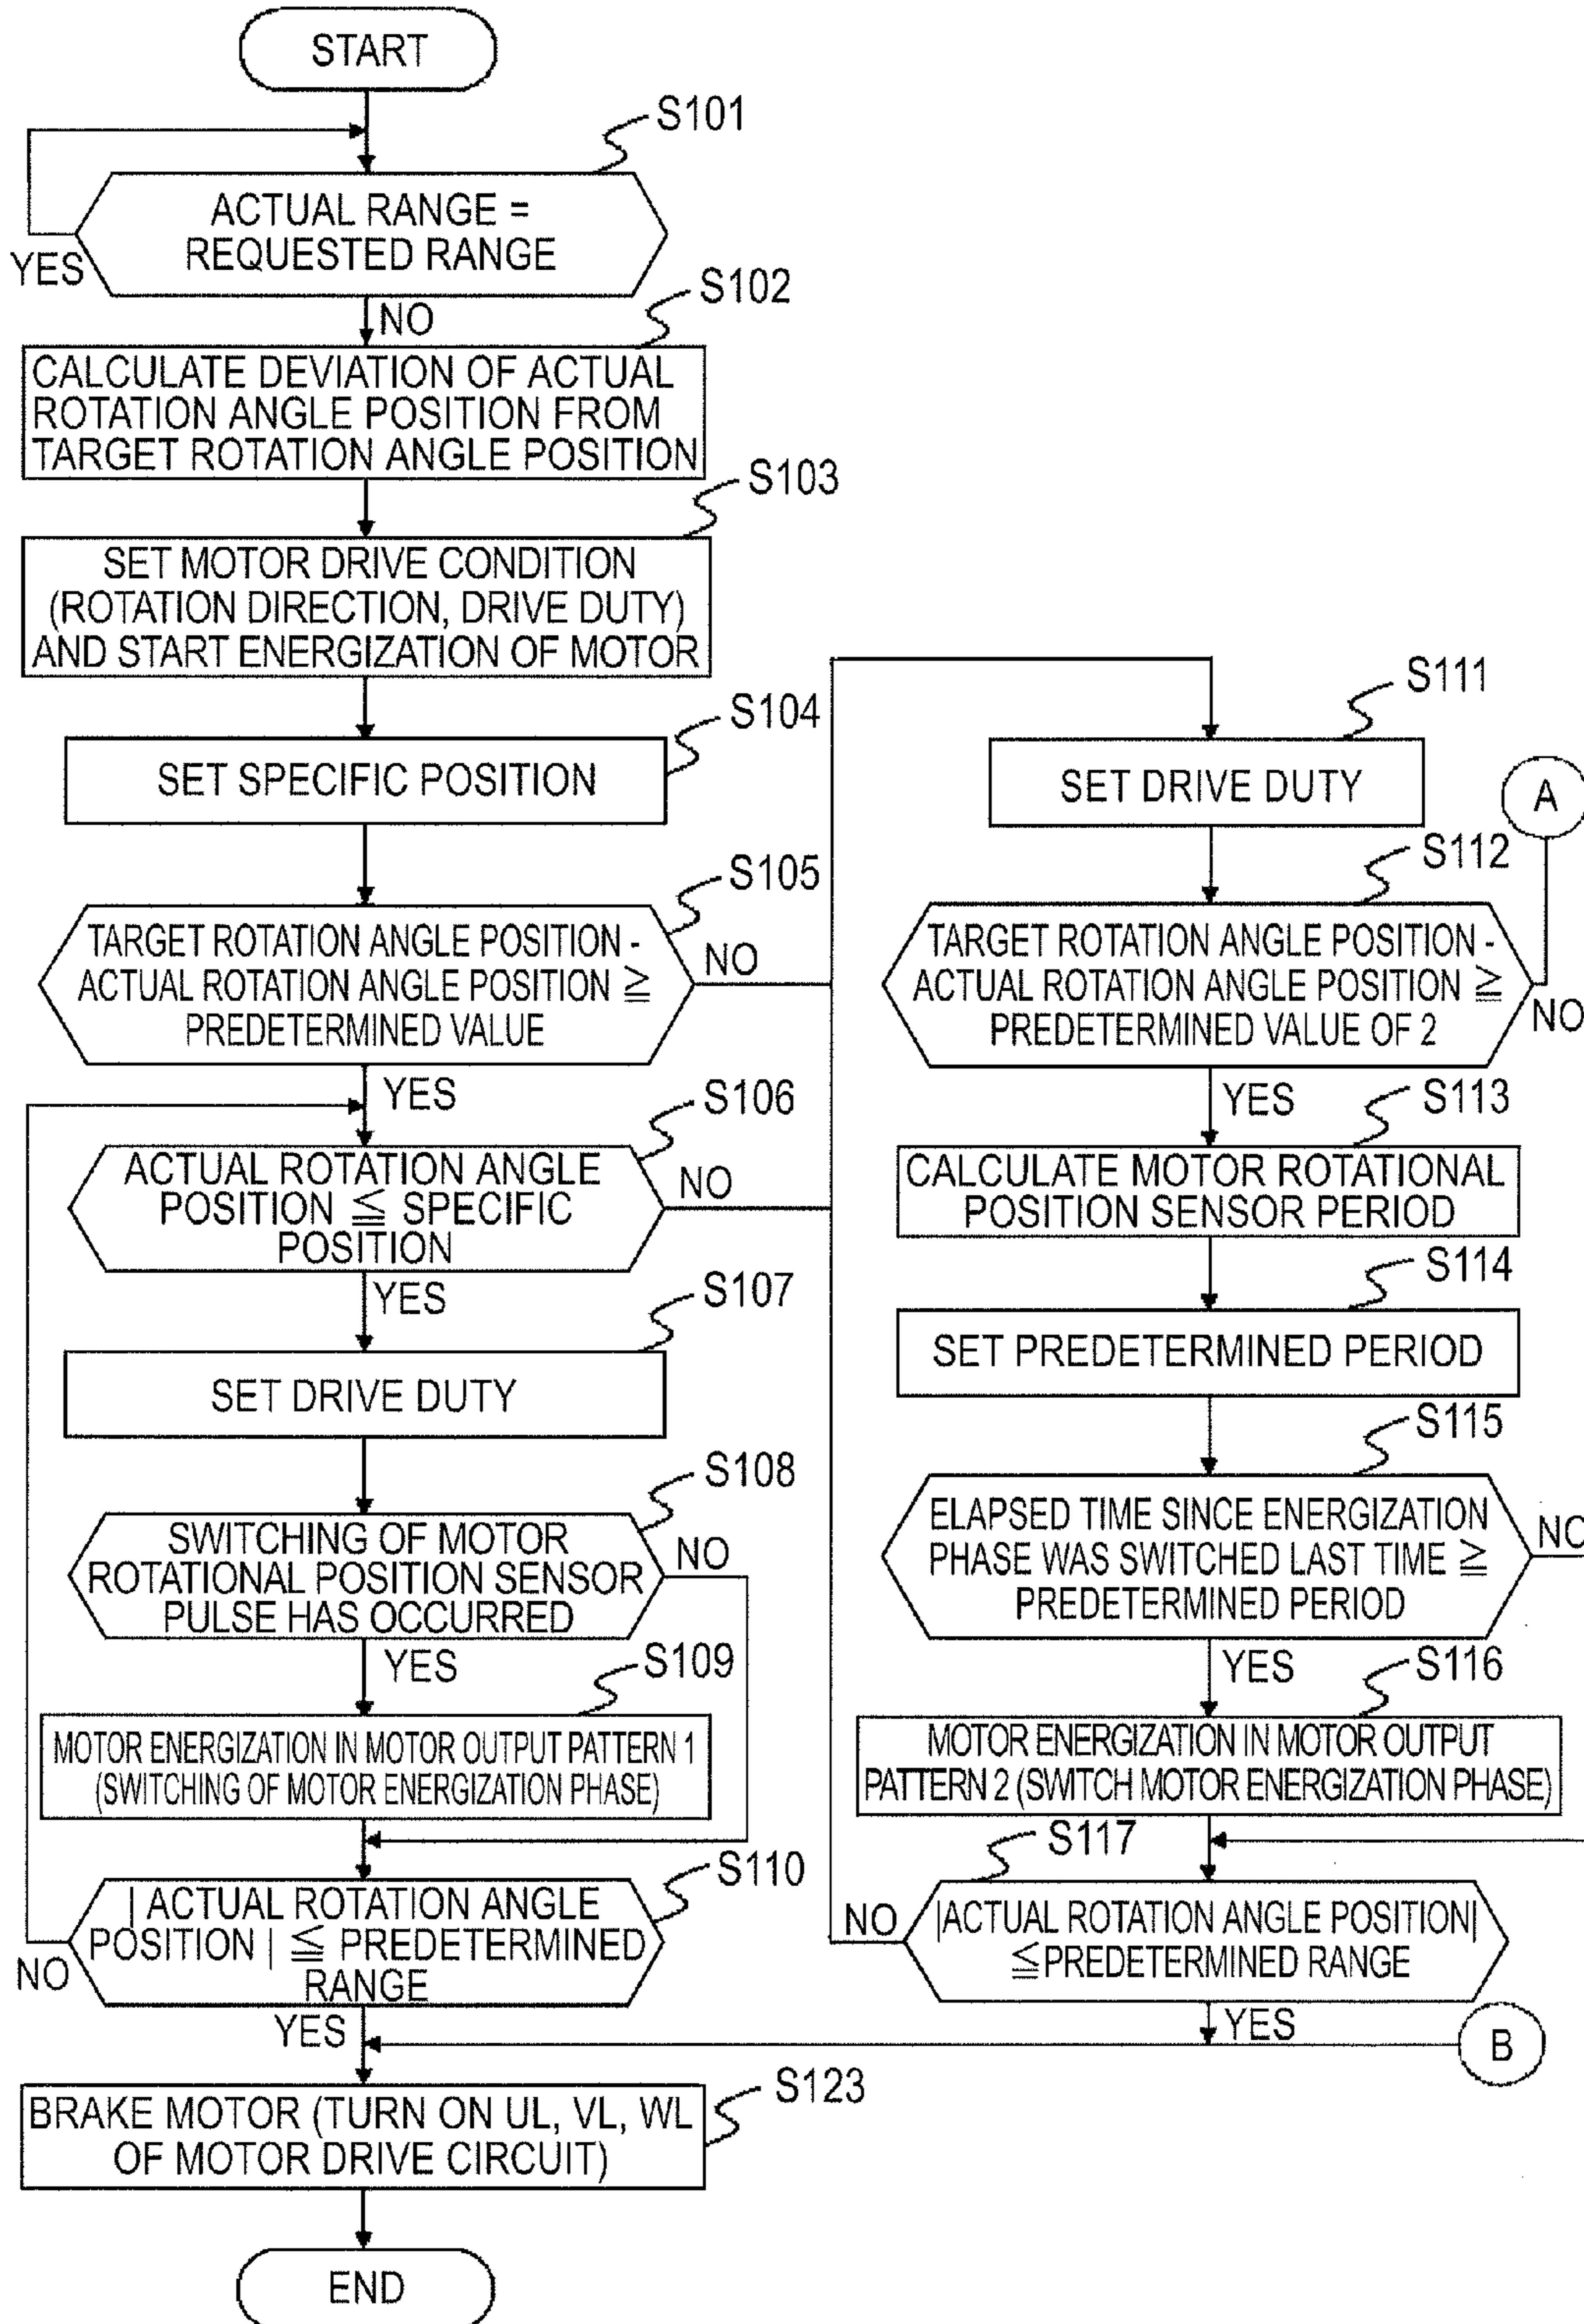 START
S101
ACTUAL RANGE =
REQUESTED RANGE
YES
NO
S102
CALCULATE DEVIATION OF ACTUAL
ROTATION ANGLE POSITION FROM
TARGET ROTATION ANGLE POSITION
S103
SET MOTOR DRIVE CONDITION
(ROTATION DIRECTION, DRIVE DUTY)
AND START ENERGIZATION OF MOTOR
S104
SET SPECIFIC POSITION
S105
TARGET ROTATION ANGLE POSITION -
ACTUAL ROTATION ANGLE POSITION ≧
PREDETERMINED VALUE
NO
YES
S106
ACTUAL ROTATION ANGLE
POSITION ≦ SPECIFIC
POSITION
NO
YES
S107
SET DRIVE DUTY
S108
SWITCHING OF MOTOR
ROTATIONAL POSITION SENSOR
PULSE HAS OCCURRED
NO
YES
S109
MOTOR ENERGIZATION IN MOTOR OUTPUT PATTERN 1
(SWITCHING OF MOTOR ENERGIZATION PHASE)
S110
| ACTUAL ROTATION ANGLE
POSITION | ≦ PREDETERMINED
RANGE
NO
YES
S111
SET DRIVE DUTY
A
S112
TARGET ROTATION ANGLE POSITION -
ACTUAL ROTATION ANGLE POSITION ≧
PREDETERMINED VALUE OF 2
NO
YES
S113
CALCULATE MOTOR ROTATIONAL
POSITION SENSOR PERIOD
S114
SET PREDETERMINED PERIOD
S115
ELAPSED TIME SINCE ENERGIZATION
PHASE WAS SWITCHED LAST TIME ≧
PREDETERMINED PERIOD
NO
YES
S116
MOTOR ENERGIZATION IN MOTOR OUTPUT
PATTERN 2 (SWITCH MOTOR ENERGIZATION PHASE)
S117
|ACTUAL ROTATION ANGLE POSITION|
≦PREDETERMINED RANGE
NO
YES
B
S123
BRAKE MOTOR (TURN ON UL, VL, WL
OF MOTOR DRIVE CIRCUIT)
END